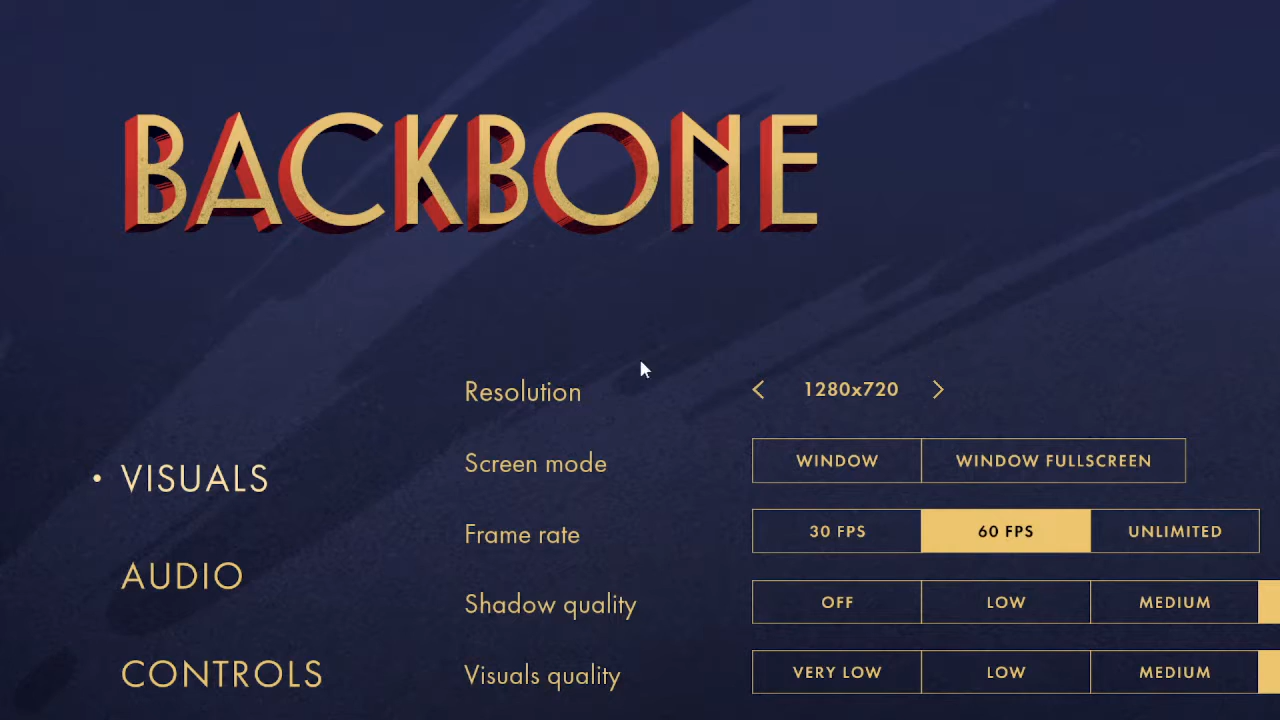 BACKBONE
Resolution 1280x720
Screen mode WINDOW WINDOW FULLSCREEN
VISUALS
Frame rate 30 FPS 60 FPS UNLIMITED
AUDIO
Shadow quality OFF LOW MEDIUM
CONTROLS
Visuals quality VERY LOW LOW MEDIUM